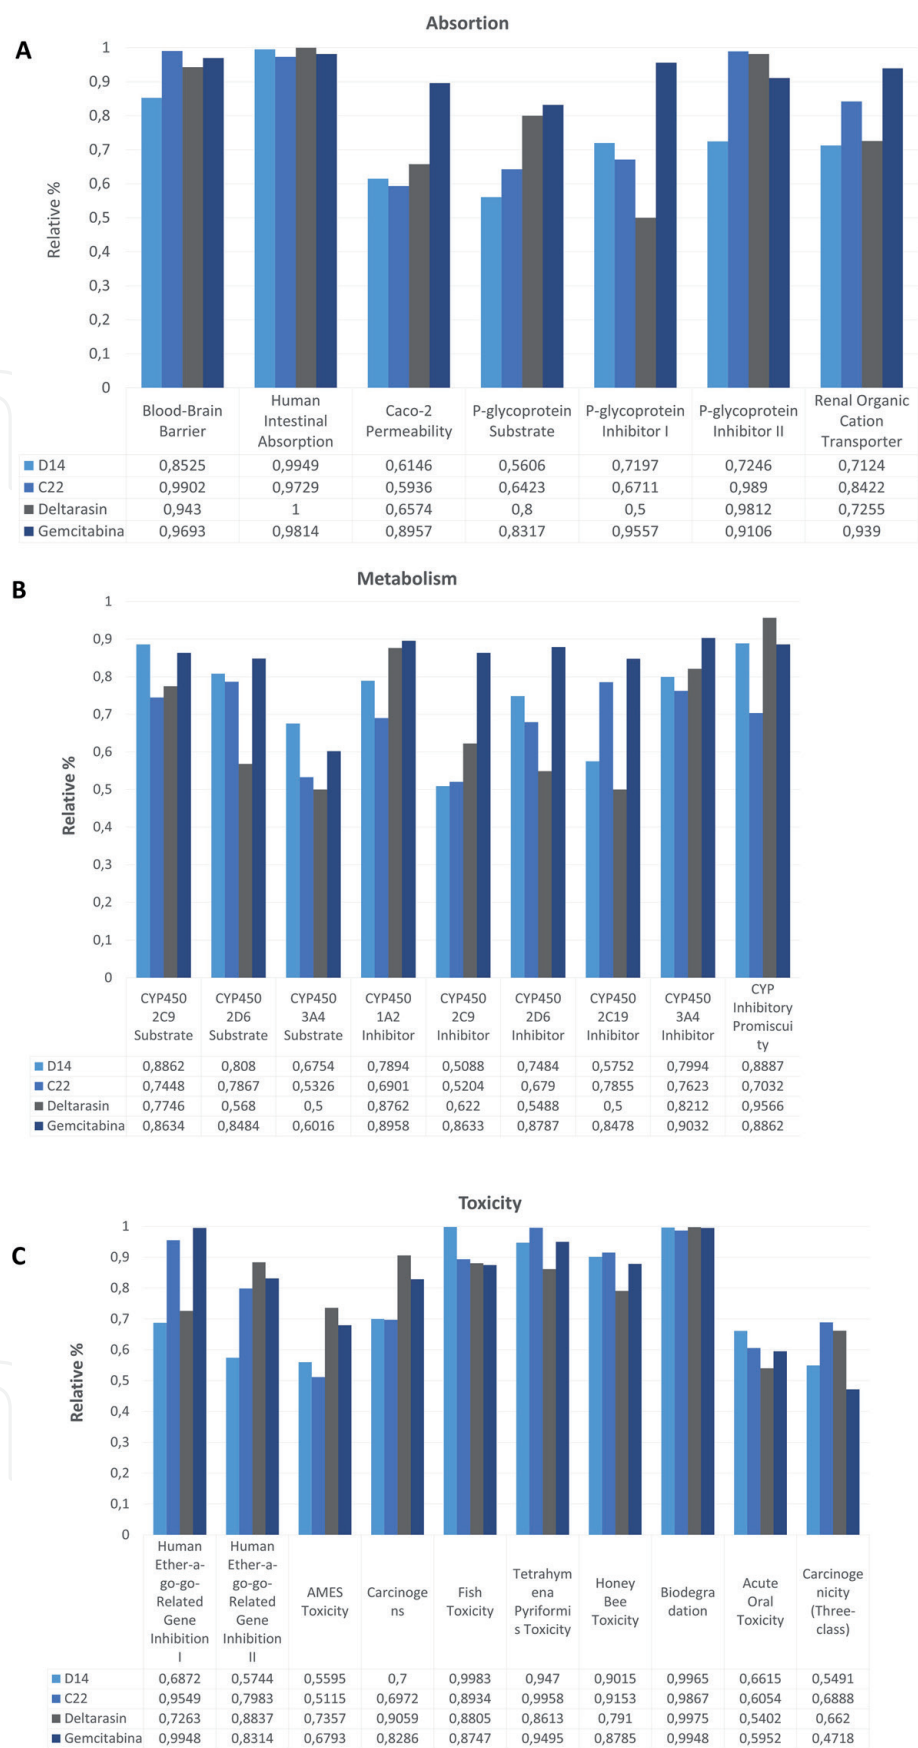 Absortion
A
1
0,9
0,8
0,7
0,6
0,5
0,4
0,3
0,2
0,1
0
Relative %
Blood-Brain
Barrier
Human
Intestinal
Absorption
Caco-2
Permeability
P-glycoprotein
Substrate
P-glycoprotein
Inhibitor I
P-glycoprotein
Inhibitor II
Renal Organic
Cation
Transporter
D14 0,8525 0,9949 0,6146 0,5606 0,7197 0,7246 0,7124
C22 0,9902 0,9729 0,5936 0,6423 0,6711 0,989 0,8422
Deltarasin 0,943 1 0,6574 0,8 0,5 0,9812 0,7255
Gemcitabina 0,9693 0,9814 0,8957 0,8317 0,9557 0,9106 0,939
B
Metabolism
1
0,9
0,8
0,7
0,6
0,5
0,4
0,3
0,2
0,1
0
Relative %
CYP450
2C9
Substrate
CYP450
2D6
Substrate
CYP450
3A4
Substrate
CYP450
1A2
Inhibitor
CYP450
2C9
Inhibitor
CYP450
2D6
Inhibitor
CYP450
2C19
Inhibitor
CYP450
3A4
Inhibitor
CYP
Inhibitory
Promiscui
ty
D14 0,8862 0,808 0,6754 0,7894 0,5088 0,7484 0,5752 0,7994 0,8887
C22 0,7448 0,7867 0,5326 0,6901 0,5204 0,679 0,7855 0,7623 0,7032
Deltarasin 0,7746 0,568 0,5 0,8762 0,622 0,5488 0,5 0,8212 0,9566
Gemcitabina 0,8634 0,8484 0,6016 0,8958 0,8633 0,8787 0,8478 0,9032 0,8862
Toxicity
C
1
0,9
0,8
0,7
0,6
0,5
0,4
0,3
0,2
0,1
0
Relative %
Human
Ether-a-
go-go-
Related
Gene
Inhibition
I
Human
Ether-a-
go-go-
Related
Gene
Inhibition
II
AMES
Toxicity
Carcinoge
ns
Fish
Toxicity
Tetrahym
ena
Pyriformi
s Toxicity
Honey
Bee
Toxicity
Biodegra
dation
Acute
Oral
Toxicity
Carcinoge
nicity
(Three-
class)
D14 0,6872 0,5744 0,5595 0,7 0,9983 0,947 0,9015 0,9965 0,6615 0,5491
C22 0,9549 0,7983 0,5115 0,6972 0,8934 0,9958 0,9153 0,9867 0,6054 0,6888
Deltarasin 0,7263 0,8837 0,7357 0,9059 0,8805 0,8613 0,791 0,9975 0,5402 0,662
Gemcitabina 0,9948 0,8314 0,6793 0,8286 0,8747 0,9495 0,8785 0,9948 0,5952 0,4718